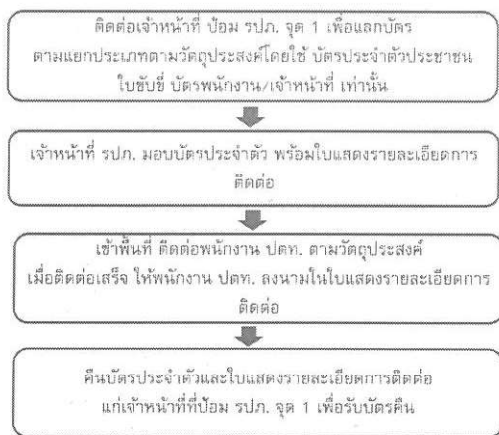 ติดต่อเจ้าหน้าที่ ป้อม รปภ. จุด 1 เพื่อแลกบัตร
ตามแยกประเภทตามวัตถุประสงค์โดยใช้ บัตรประจำตัวประชาชน
ใบขับขี่ บัตรพนักงาน/เจ้าหน้าที่ เท่านั้น
เจ้าหน้าที่ รปภ. มอบบัตรประจำตัว พร้อมใบแสดงรายละเอียดการ
ติดต่อ
เข้าพื้นที่ ติดต่อพนักงาน ปตท. ตามวัตถุประสงค์
เมื่อติดต่อเสร็จ ให้พนักงาน ปตท. ลงนามในใบแสดงรายละเอียดการ
ติดต่อ
คืนบัตรประจำตัวและใบแสดงรายละเอียดการติดต่อ
แก่เจ้าหน้าที่ที่ป้อม รปภ. จุด 1 เพื่อรับบัตรคืน